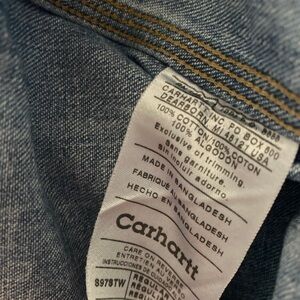 CARHARTT, INC. PO BOX 600
DEARBORN, MI 48121 USA
100% COTTON 100% COTON
100% ALGODON
Exclusive of trimming.
sans garniture.
sin incluir adorno.
MADE IN BANGLADESH
FABRIQUÉ AU BANGLADESH
HECHO EN BANGLADESH
Carhartt
CARE ON REVERSE